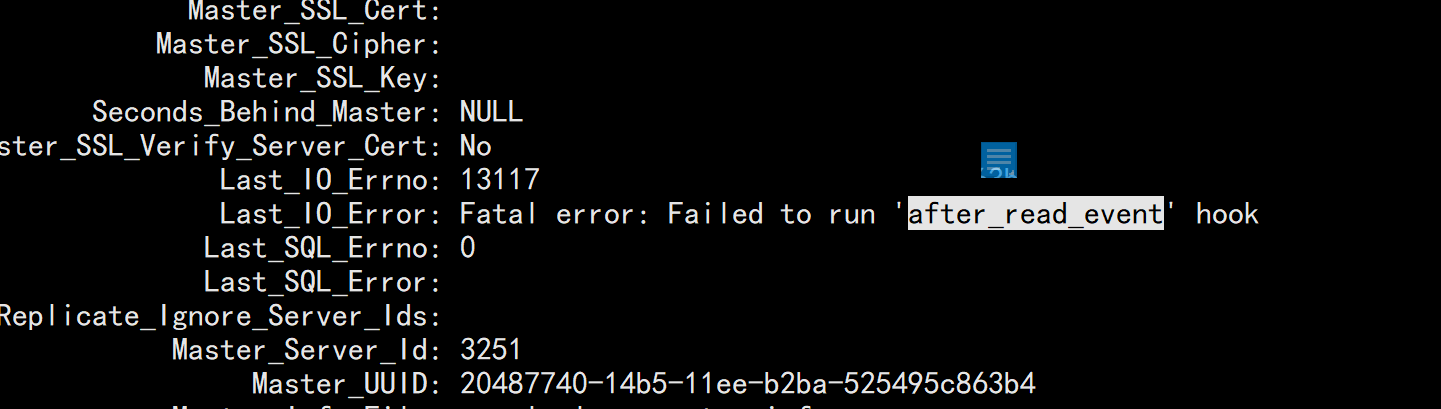 Master_SSL_Cert:
Master_SSL_Cipher:
Master_SSL_Key:
Seconds_Behind_Master: NULL
ster_SSL_Verify_Server_Cert: No
Last_IO_Errno: 13117
Last_IO_Error: Fatal error: Failed to run 'after_read_event' hook
Last_SQL_Errno: 0
Last_SQL_Error:
Replicate_Ignore_Server_Ids:
Master_Server_Id: 3251
Master_UUID: 20487740-14b5-11ee-b2ba-525495c863b4